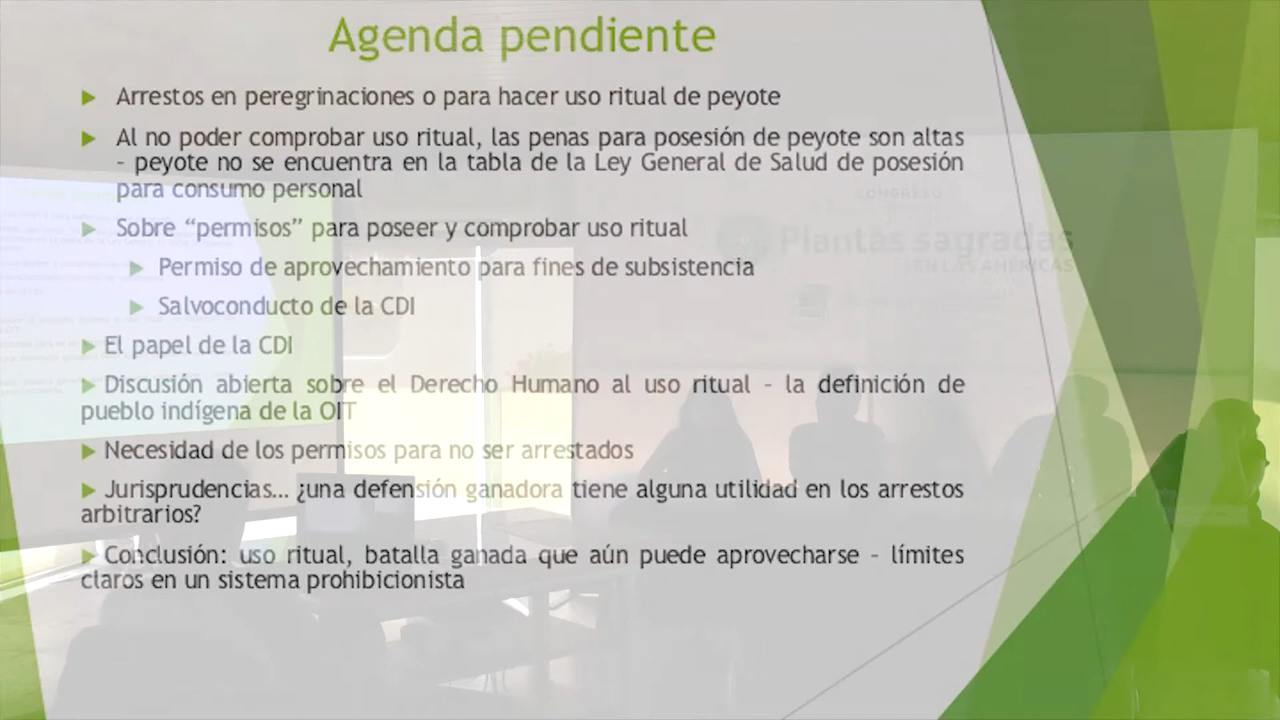 Agenda pendiente
Arrestos en peregrinaciones o para hacer uso ritual de peyote
Al no poder comprobar uso ritual, las penas para posesión de peyote son altas
– peyote no se encuentra en la tabla de la Ley General de Salud de posesión
para consumo personal
Sobre “permisos” para poseer y comprobar uso ritual
Permiso de aprovechamiento para fines de subsistencia
Salvoconducto de la CDI
El papel de la CDI
Discusión abierta sobre el Derecho Humano al uso ritual – la definición de
pueblo indígena de la OIT
Necesidad de los permisos para no ser arrestados
Jurisprudencias… ¿una defensión ganadora tiene alguna utilidad en los arrestos
arbitrarios?
Conclusión: uso ritual, batalla ganada que aún puede aprovecharse – límites
claros en un sistema prohibicionista
CONGRESO
Plantas sagradas
EN LAS AMÉRICAS